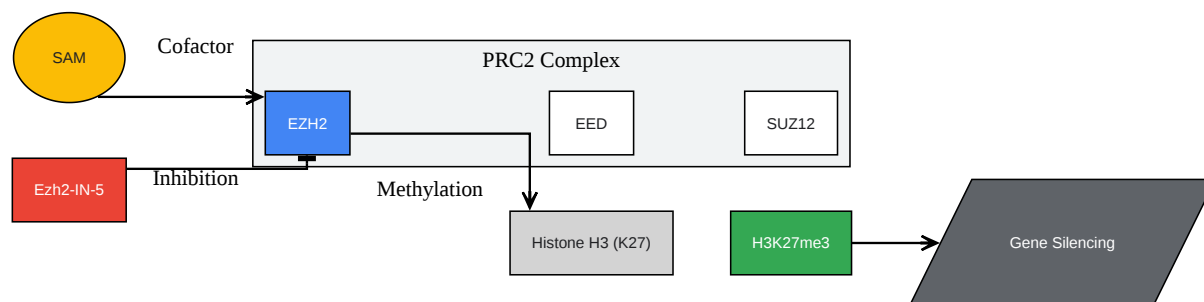 SAM
Cofactor
PRC2 Complex
EZH2
EED
SUZ12
Ezh2-IN-5
Inhibition
Methylation
Histone H3 (K27)
H3K27me3
Gene Silencing